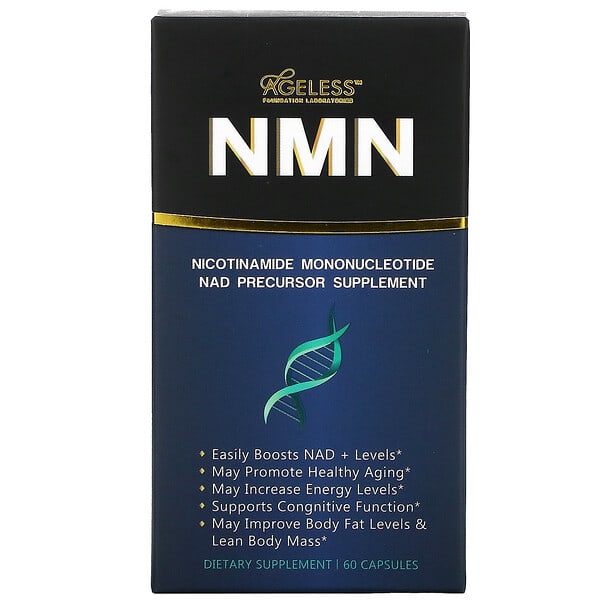 AGELESS™
FOUNDATION LABORATORIES
NMN
NICOTINAMIDE MONONUCLEOTIDE
NAD PRECURSOR SUPPLEMENT
• Easily Boosts NAD + Levels*
• May Promote Healthy Aging*
• May Increase Energy Levels*
• Supports Congnitive Function*
• May Improve Body Fat Levels &
Lean Body Mass*
DIETARY SUPPLEMENT | 60 CAPSULES